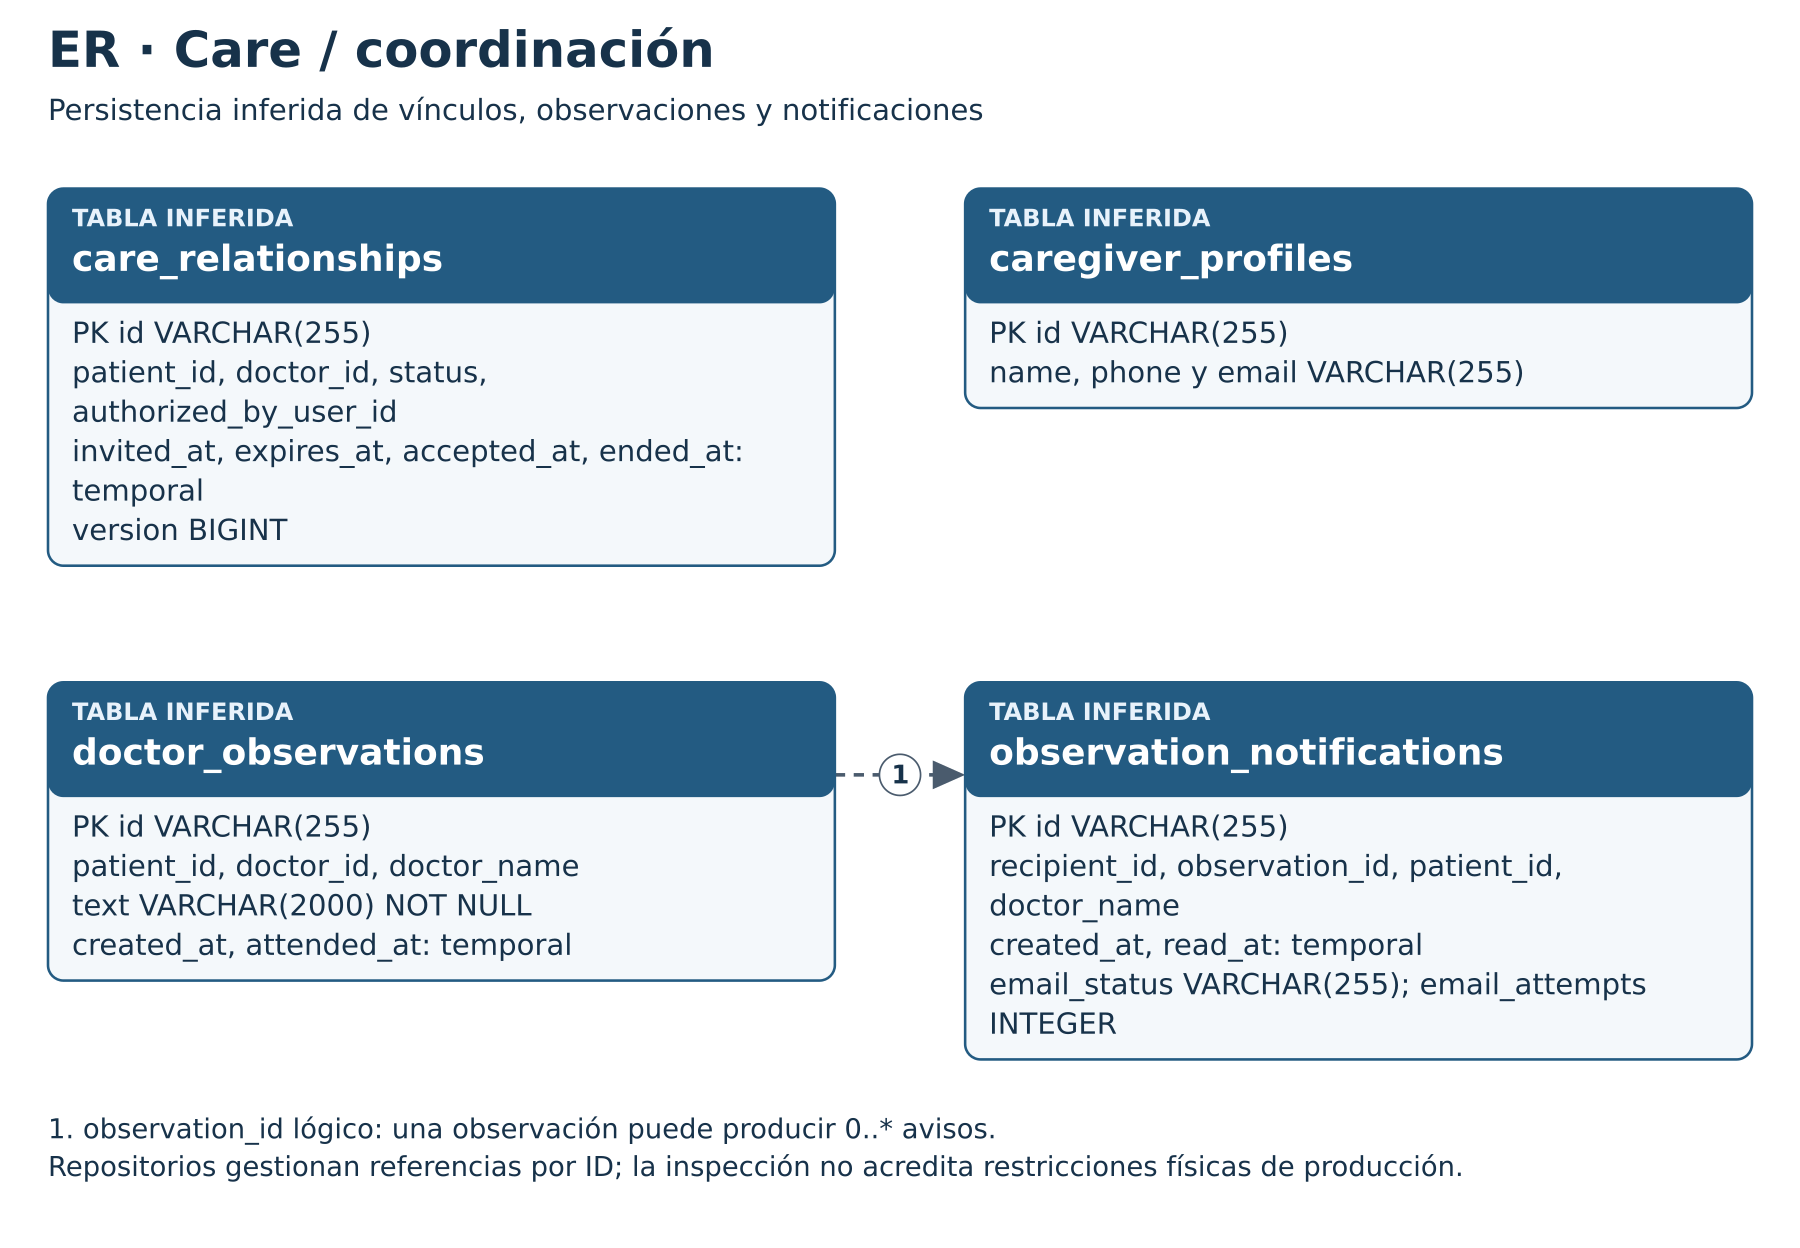 ER · Care / coordinación
Persistencia inferida de vínculos, observaciones y notificaciones
TABLA INFERIDA
care_relationships
PK id VARCHAR(255)
patient_id, doctor_id, status,
authorized_by_user_id
invited_at, expires_at, accepted_at, ended_at:
temporal
version BIGINT
TABLA INFERIDA
caregiver_profiles
PK id VARCHAR(255)
name, phone y email VARCHAR(255)
TABLA INFERIDA
doctor_observations
PK id VARCHAR(255)
patient_id, doctor_id, doctor_name
text VARCHAR(2000) NOT NULL
created_at, attended_at: temporal
1
TABLA INFERIDA
observation_notifications
PK id VARCHAR(255)
recipient_id, observation_id, patient_id,
doctor_name
created_at, read_at: temporal
email_status VARCHAR(255); email_attempts
INTEGER
1. observation_id lógico: una observación puede producir 0..* avisos.
Repositorios gestionan referencias por ID; la inspección no acredita restricciones físicas de producción.